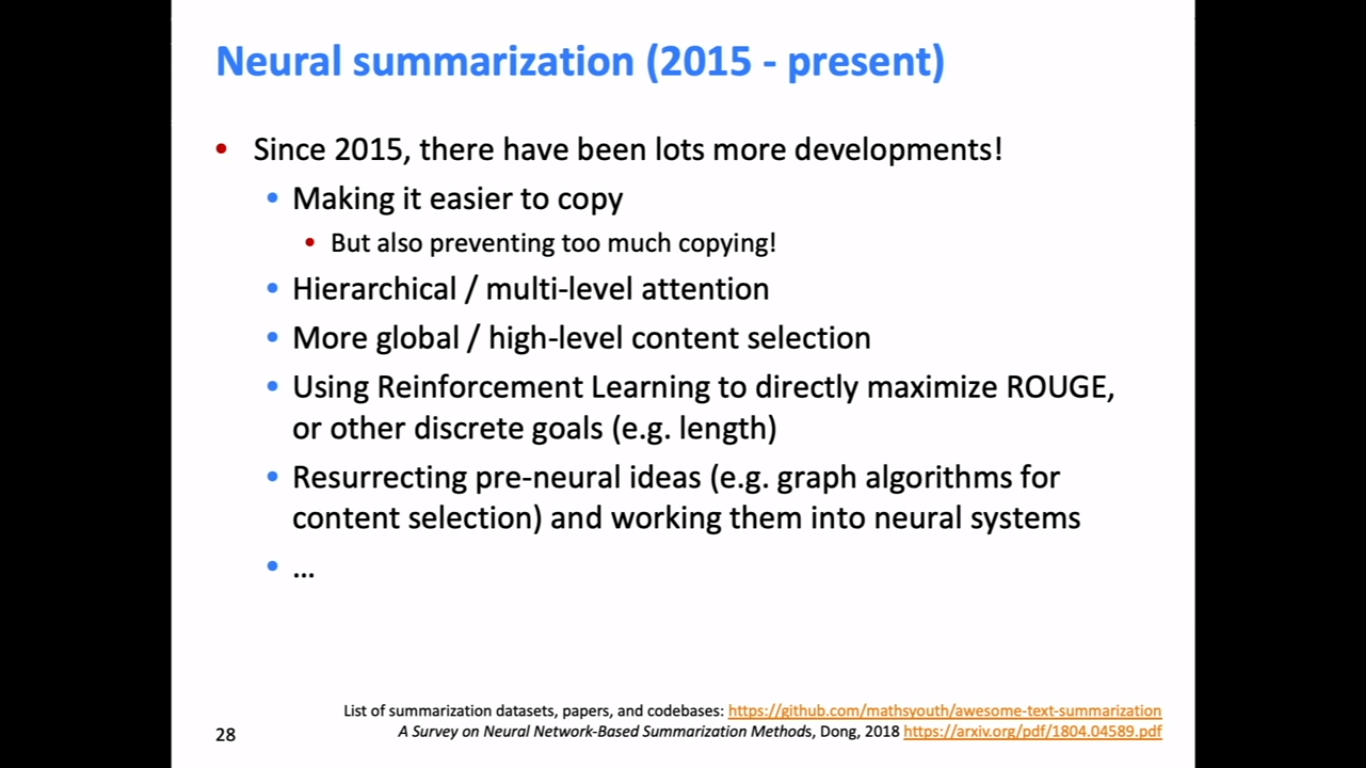 Neural summarization (2015 - present)
• Since 2015, there have been lots more developments!
• Making it easier to copy
• But also preventing too much copying!
• Hierarchical / multi-level attention
• More global / high-level content selection
• Using Reinforcement Learning to directly maximize ROUGE,
or other discrete goals (e.g. length)
• Resurrecting pre-neural ideas (e.g. graph algorithms for
content selection) and working them into neural systems
• ...
List of summarization datasets, papers, and codebases: https://github.com/mathsyouth/awesome-text-summarization
A Survey on Neural Network-Based Summarization Methods, Dong, 2018 https://arxiv.org/pdf/1804.04589.pdf
28